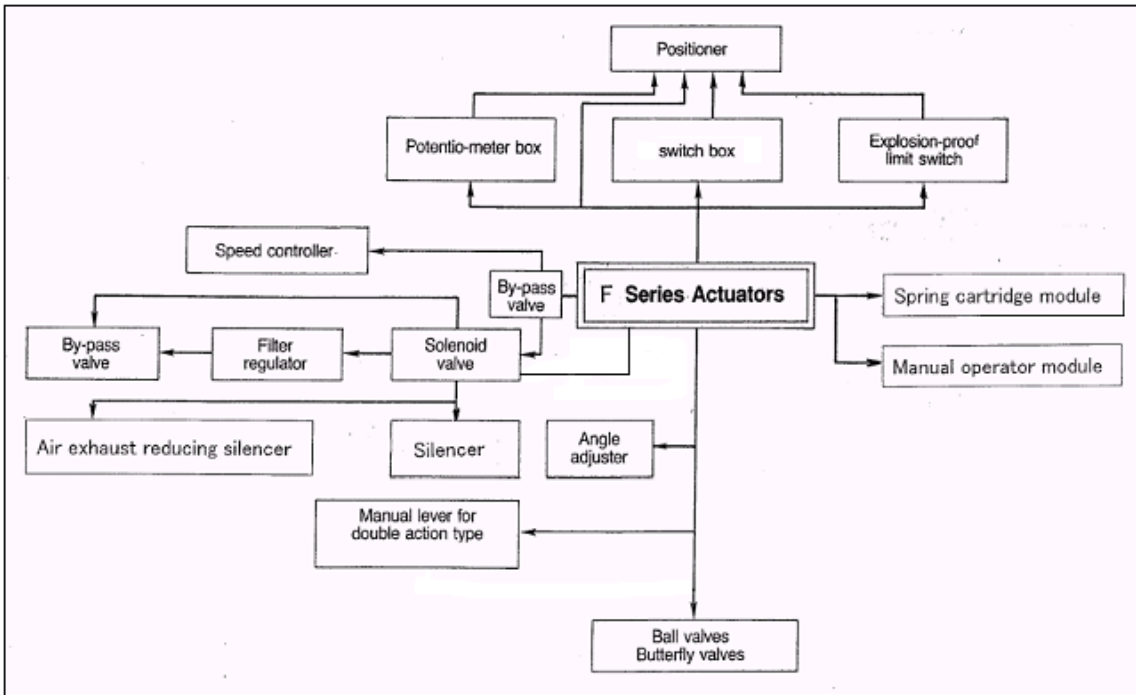 Positioner
Potentio-meter box
switch box
Explosion-proof
limit switch
Speed controller
By-pass
valve
F Series Actuators
Spring cartridge module
By-pass
valve
Filter
regulator
Solenoid
valve
Manual operator module
Air exhaust reducing silencer
Silencer
Angle
adjuster
Manual lever for
double action type
Ball valves
Butterfly valves